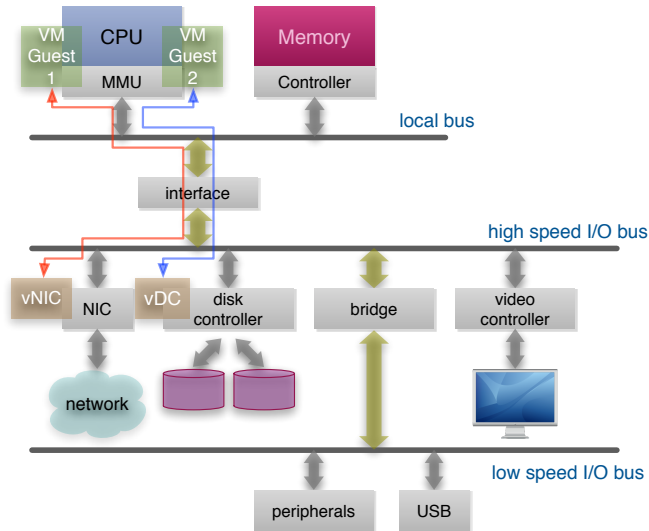 VM
Guest
1
CPU
MMU
VM
Guest
2
Memory
Controller
local bus
interface
high speed I/O bus
vNIC
NIC
vDC
disk
controller
bridge
video
controller
network
low speed I/O bus
peripherals
USB